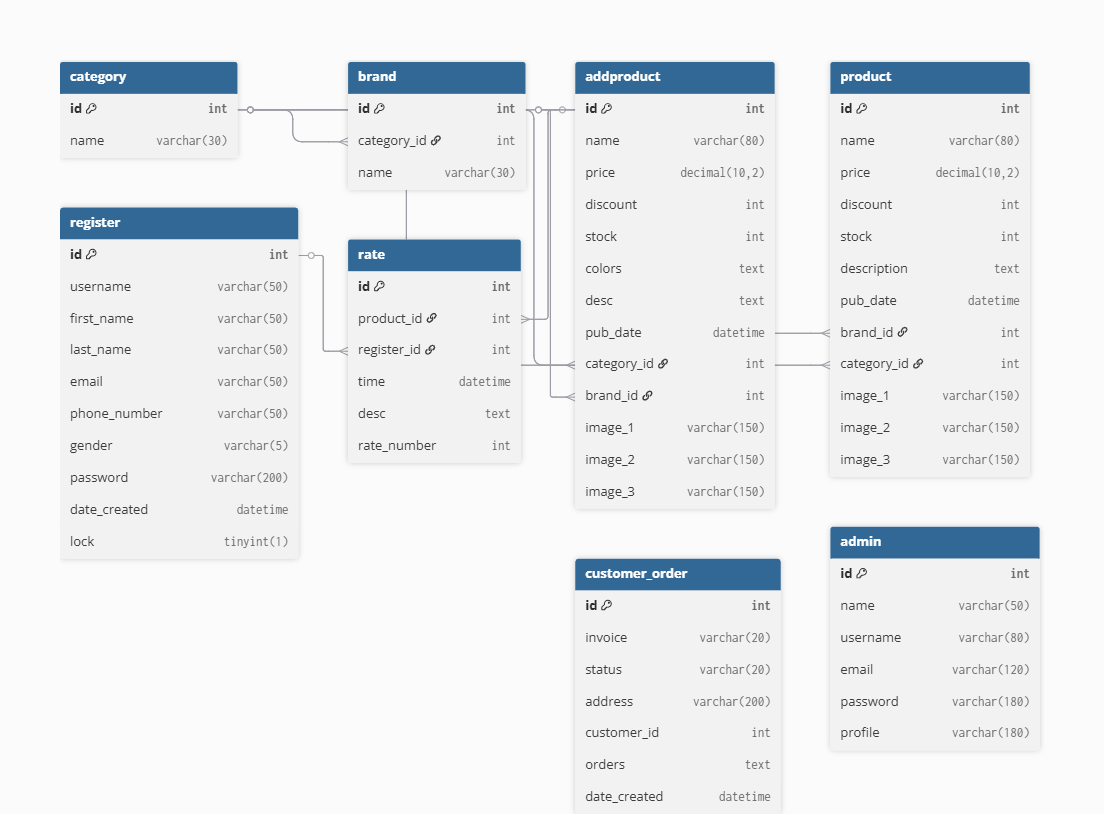 category
id int
name varchar(30)
brand
id int
category_id int
name varchar(30)
addproduct
id int
name varchar(80)
price decimal(10,2)
discount int
stock int
colors text
desc text
pub_date datetime
category_id int
brand_id int
image_1 varchar(150)
image_2 varchar(150)
image_3 varchar(150)
product
id int
name varchar(80)
price decimal(10,2)
discount int
stock int
description text
pub_date datetime
brand_id int
category_id int
image_1 varchar(150)
image_2 varchar(150)
image_3 varchar(150)
register
id int
username varchar(50)
first_name varchar(50)
last_name varchar(50)
email varchar(50)
phone_number varchar(50)
gender varchar(5)
password varchar(200)
date_created datetime
lock tinyint(1)
rate
id int
product_id int
register_id int
time datetime
desc text
rate_number int
customer_order
id int
invoice varchar(20)
status varchar(20)
address varchar(200)
customer_id int
orders text
date_created datetime
admin
id int
name varchar(50)
username varchar(80)
email varchar(120)
password varchar(180)
profile varchar(180)